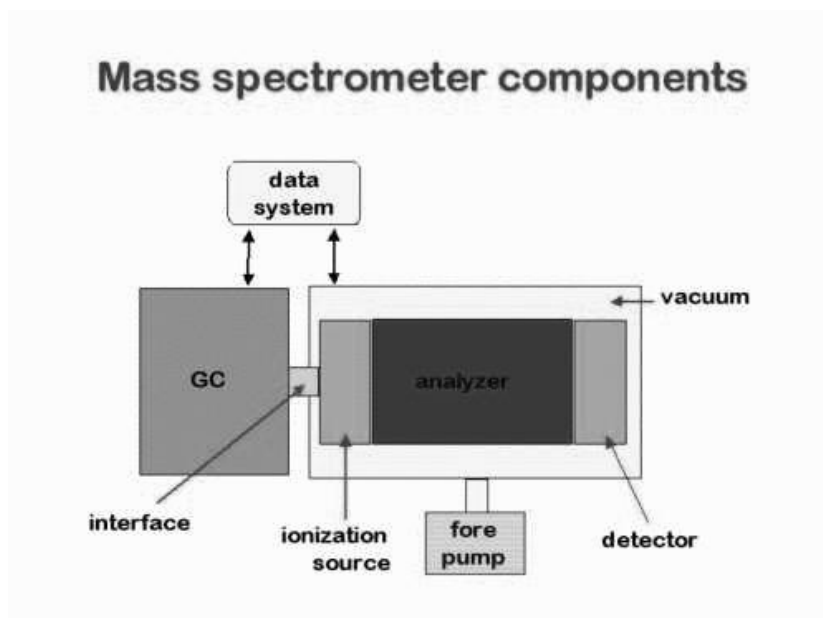 Mass spectrometer components
data
system
vacuum
GC
analyzer
interface
ionization
source
fore
pump
detector